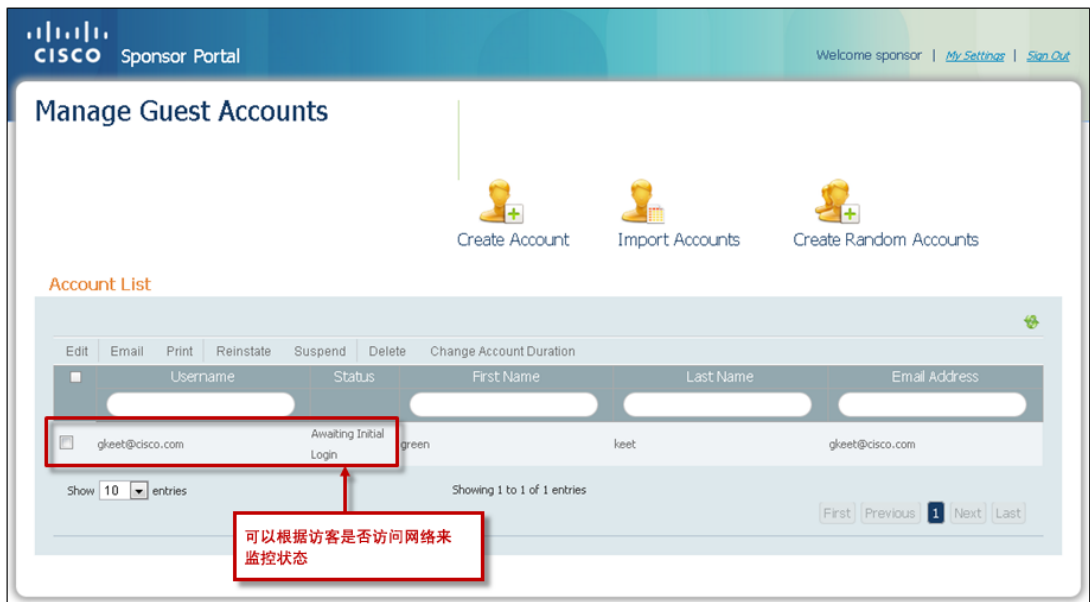 CISCO Sponsor Portal
Welcome sponsor | My Settings | Sign Out
Manage Guest Accounts
Create Account
Import Accounts
Create Random Accounts
Account List
Edit
Email
Print
Reinstate
Suspend
Delete
Change Account Duration
Username
Status
First Name
Last Name
Email Address
gkeet@cisco.com
Awaiting Initial
Login
green
keet
gkeet@cisco.com
Show 10 entries
Showing 1 to 1 of 1 entries
First Previous 1 Next Last
可以根据访客是否访问网络来
监控状态